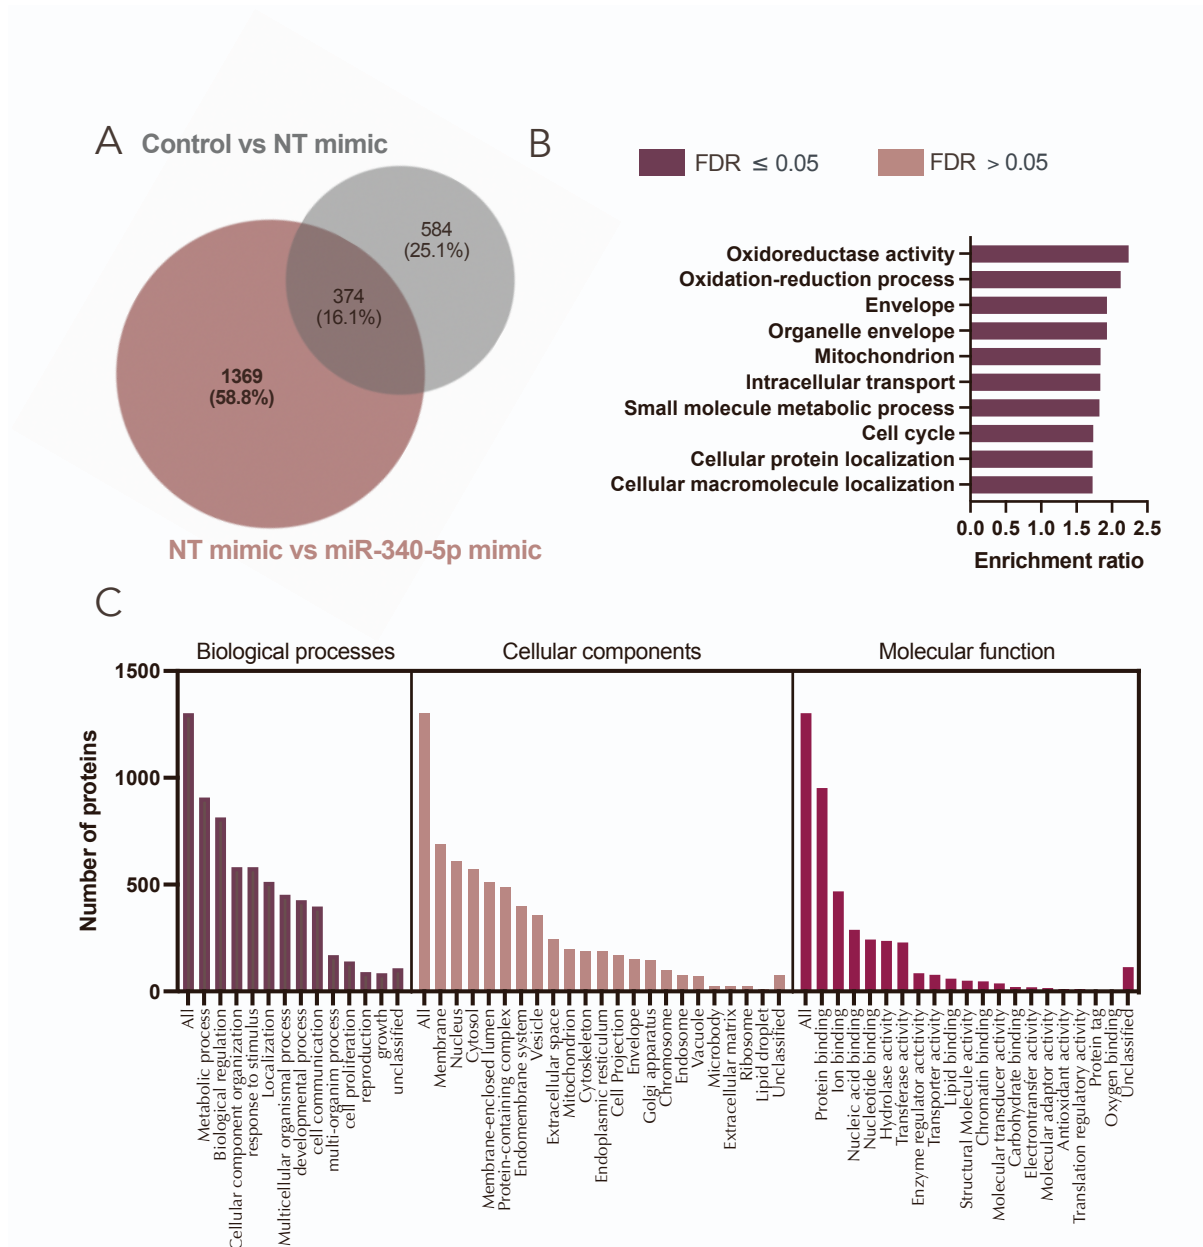 A
Control vs NT mimic
584
(25.1%)
374
(16.1%)
1369
(58.8%)
NT mimic vs miR-340-5p mimic
B
FDR ≤ 0.05
FDR > 0.05
Oxidoreductase activity
Oxidation-reduction process
Envelope
Organelle envelope
Mitochondrion
Intracellular transport
Small molecule metabolic process
Cell cycle
Cellular protein localization
Cellular macromolecule localization
0.0 0.5 1.0 1.5 2.0 2.5
Enrichment ratio
C
Biological processes
Cellular components
Molecular function
Number of proteins
1500
1000
500
0
All
Metabolic process
Biological regulation
Cellular component organization
response to stimulus
Localization
Multicellular organismal process
developmental process
cell communication
multi-organim process
cell proliferation
reproduction
growth
unclassified
All
Membrane
Nucleus
Cytosol
Membrane-enclosed lumen
Protein-containing complex
Endomembrane system
Vesicle
Extracellular space
Mitochondrion
Cytoskeleton
Endoplasmic resticulum
Cell Projection
Envelope
Golgi apparatus
Chromosome
Endosome
Vacuole
Microbody
Extracellular matrix
Ribosome
Lipid droplet
Unclassified
All
Protein binding
Ion binding
Nucleic acid binding
Nucleotide binding
Hydrolase activity
Transferase activity
Enzyme regulator actctivity
Transporter activity
Lipid binding
Structural Molecule activity
Chromatin binding
Molecular transducer activity
Carbohydrate binding
Electrontransfer activity
Molecular adaptor activity
Antioxidant activity
Translation regulatory activity
Protein tag
Oxygen binding
Unclassified